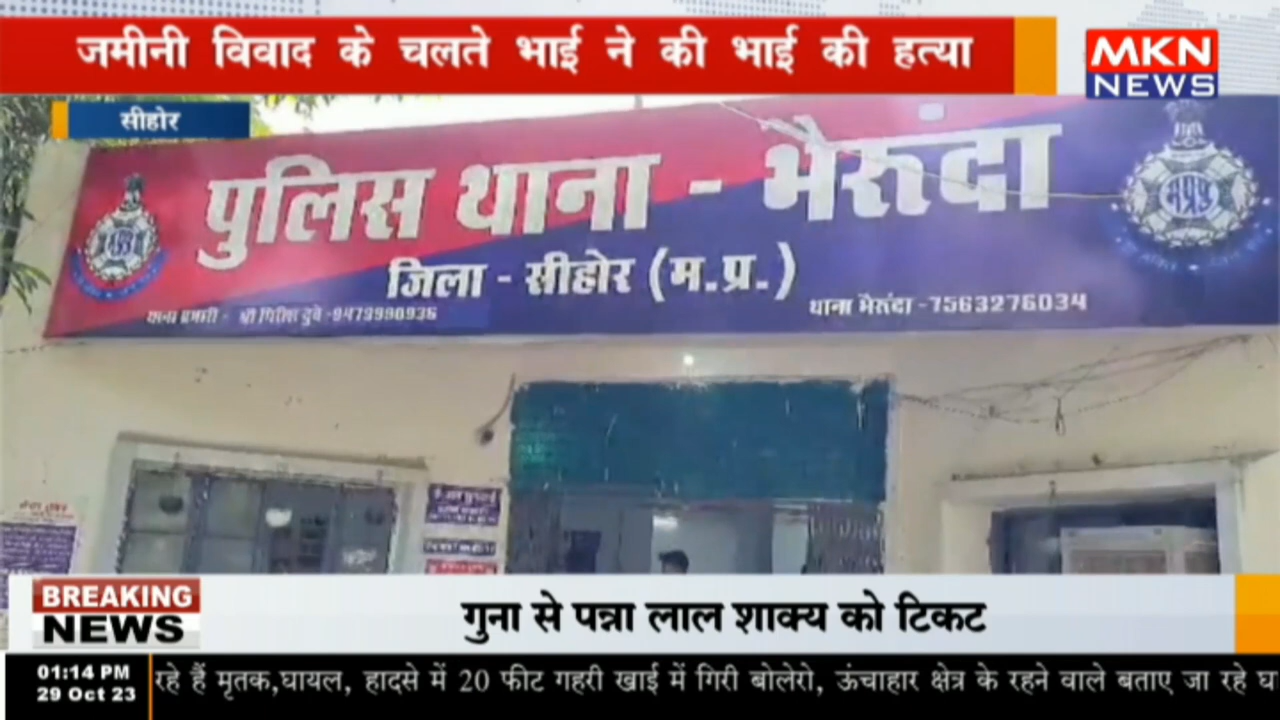 जमीनी विवाद के चलते भाई ने की भाई की हत्या
MKN
NEWS
सीहोर
पुलिस थाना - भेरूंदा
जिला - सीहोर (म.प्र.)
थाना भेरूंदा - 7563276034
BREAKING
NEWS
गुना से पन्ना लाल शाक्य को टिकट
01:14 PM
29 Oct 23
रहे हैं मृतक,घायल, हादसे में 20 फीट गहरी खाई में गिरी बोलेरो, ऊंचाहार क्षेत्र के रहने वाले बताए जा रहे घ